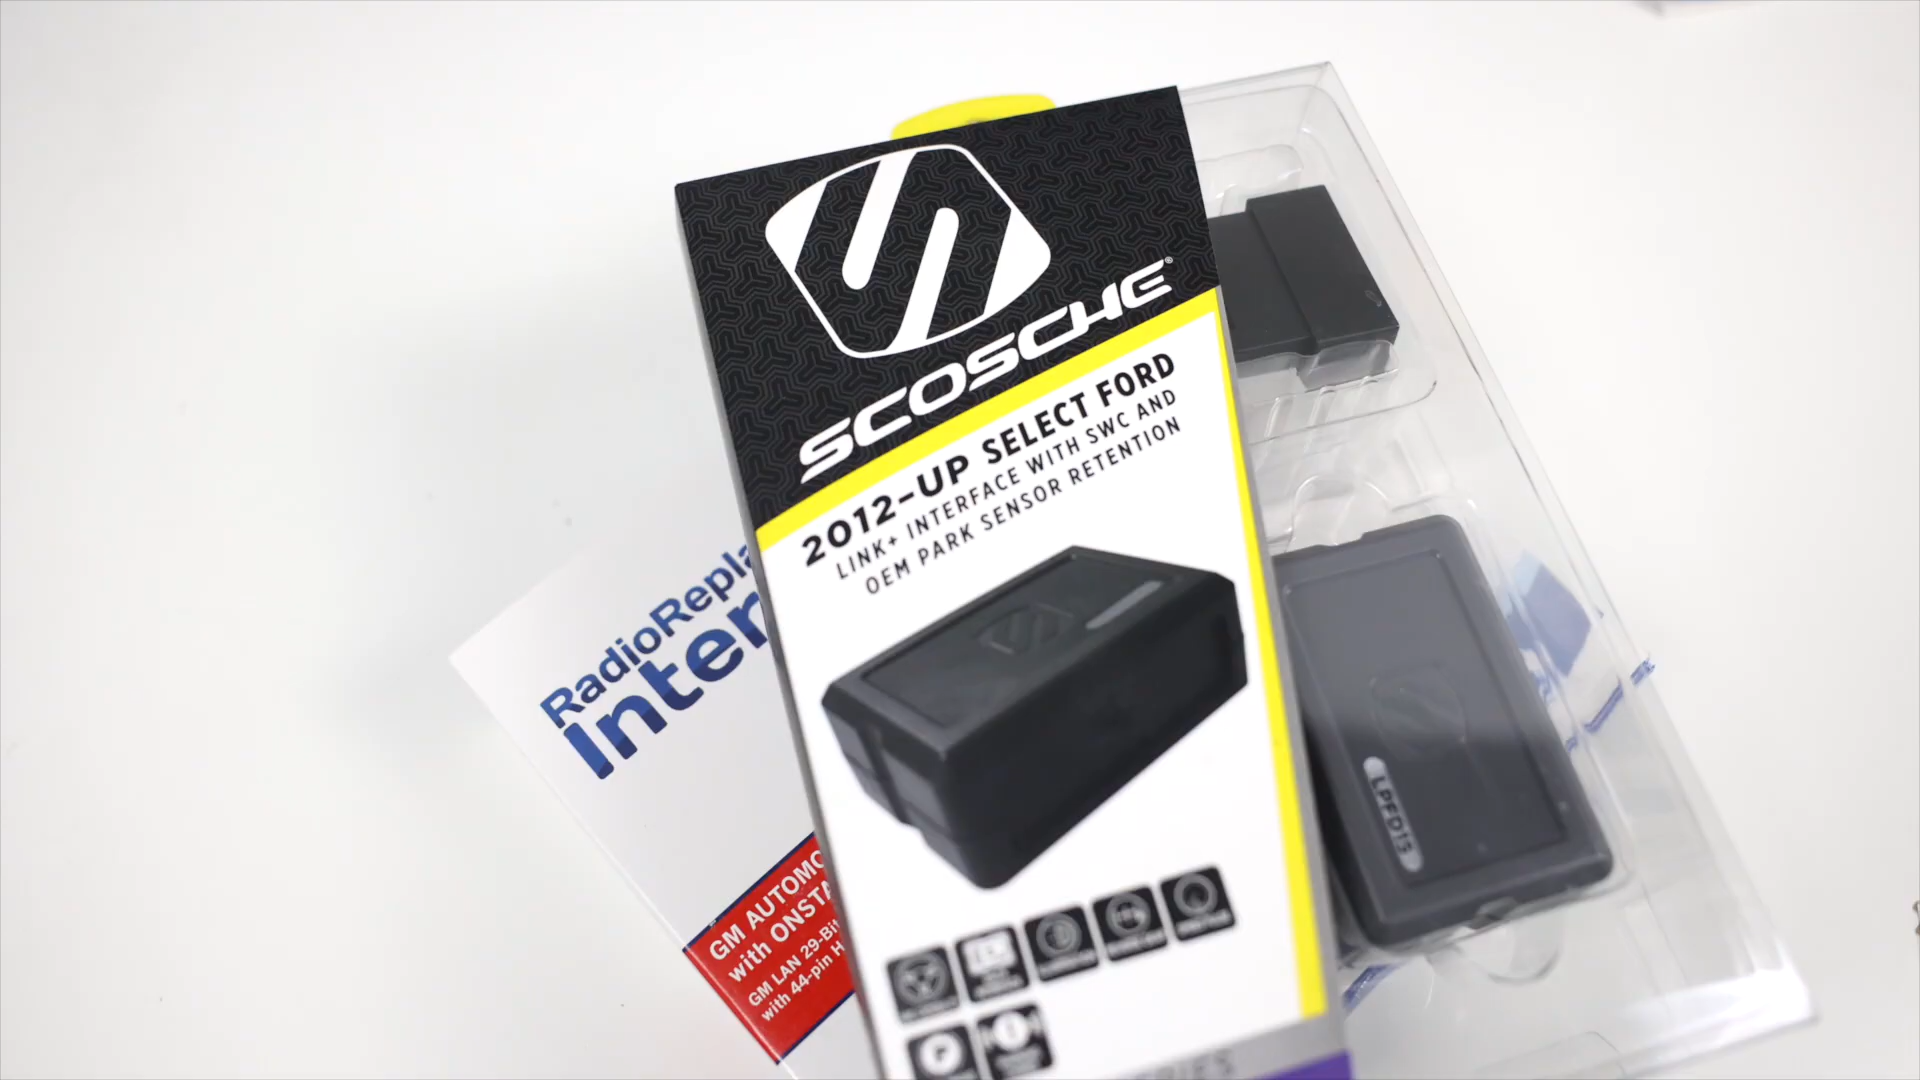 SCOSCHE®
2012-UP SELECT FORD
LINK+ INTERFACE WITH SWC AND
OEM PARK SENSOR RETENTION
LPFD13
RadioRepla
Inter
GM AUTOMO
with ONSTA
GM LAN 29-Bit
with 44-pin H